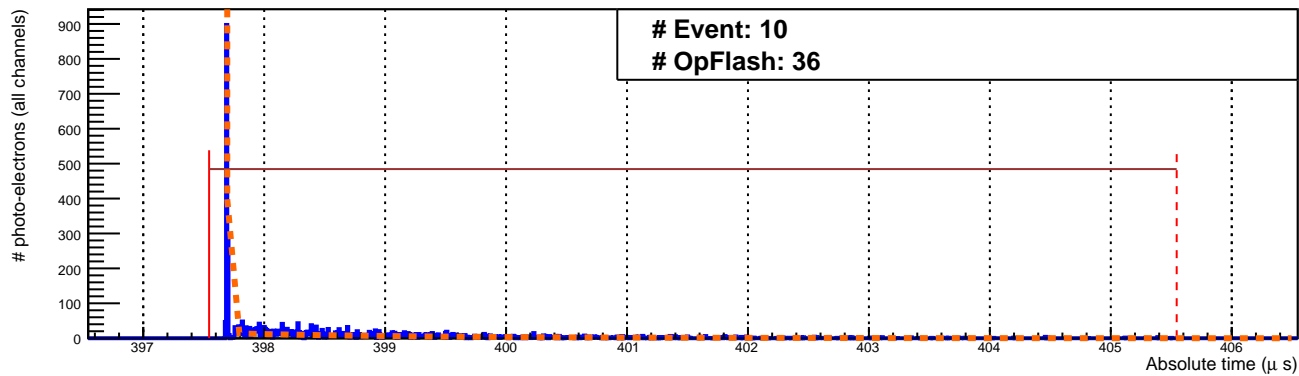 # Event: 10
# OpFlash: 36
# photo-electrons (all channels)
900
800
700
600
500
400
300
200
100
0
397 398 399 400 401 402 403 404 405 406
Absolute time (μ s)